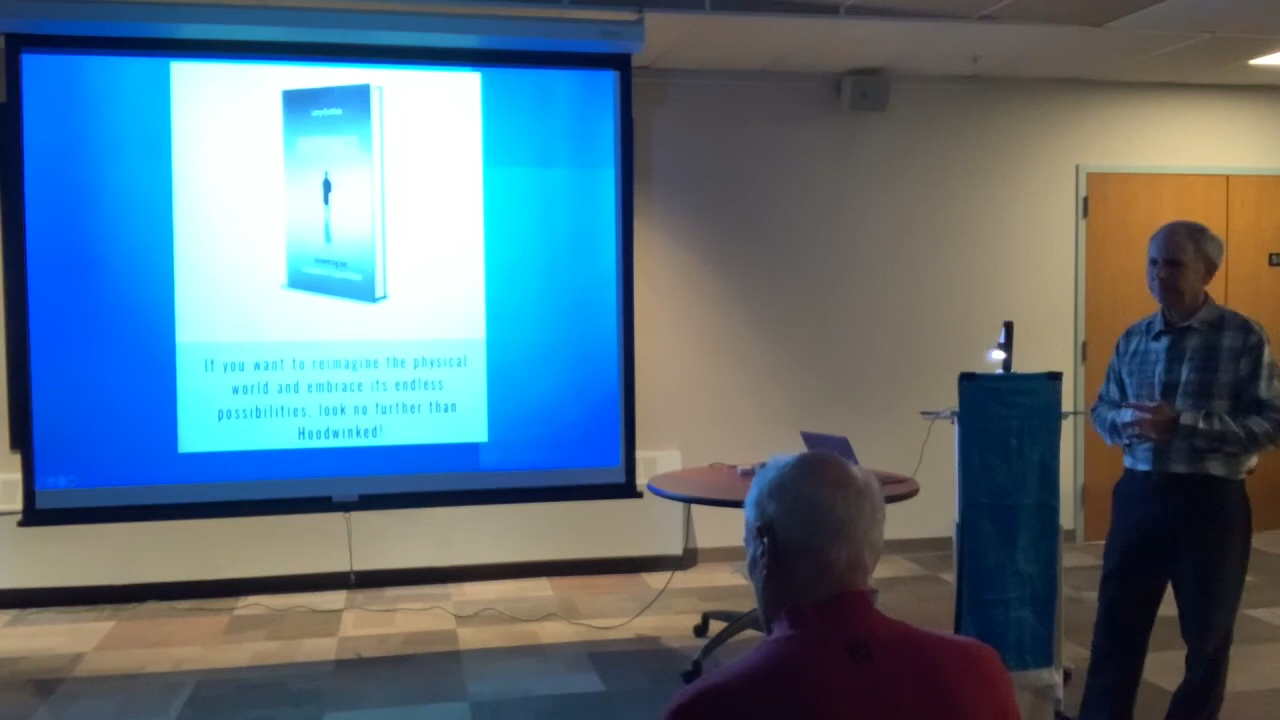 If you want to reimagine the physical
world and embrace its endless
possibilities, look no further than
Hoodwinked!